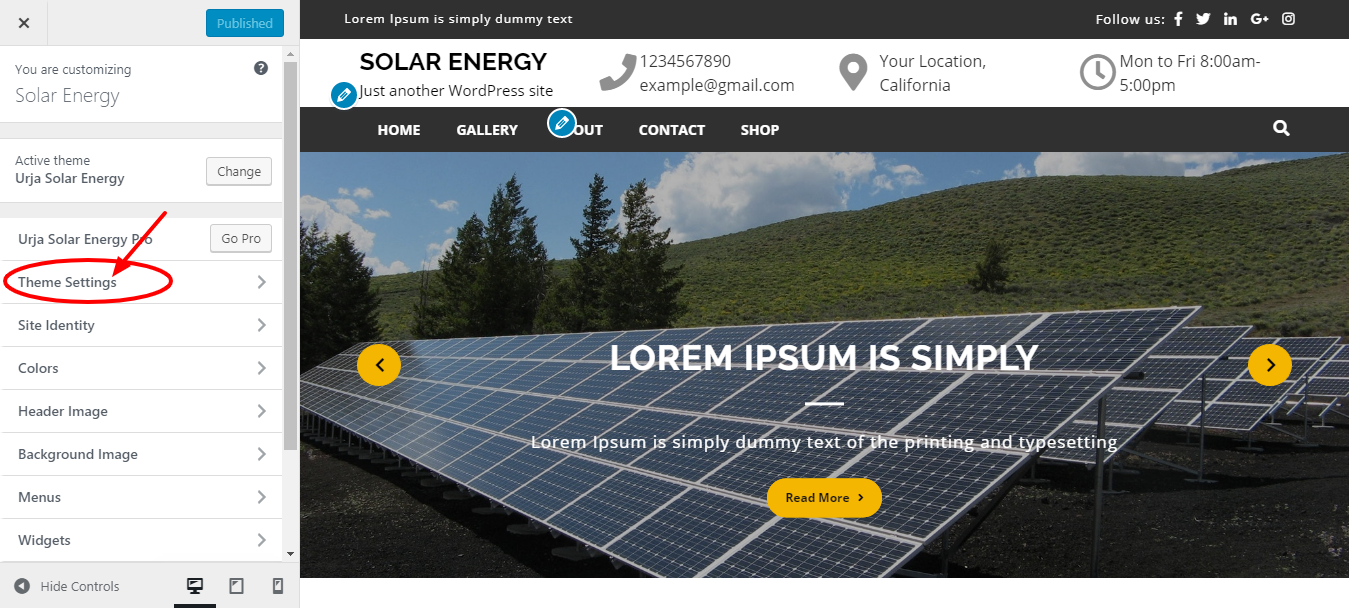 Published
You are customizing
Solar Energy
Active theme
Urja Solar Energy
Change
Urja Solar Energy Pro
Go Pro
Theme Settings
Site Identity
Colors
Header Image
Background Image
Menus
Widgets
Hide Controls
Lorem Ipsum is simply dummy text
Follow us:
SOLAR ENERGY
Just another WordPress site
1234567890
example@gmail.com
Your Location,
California
Mon to Fri 8:00am-
5:00pm
HOME GALLERY OUT CONTACT SHOP
LOREM IPSUM IS SIMPLY
Lorem Ipsum is simply dummy text of the printing and typesetting
Read More